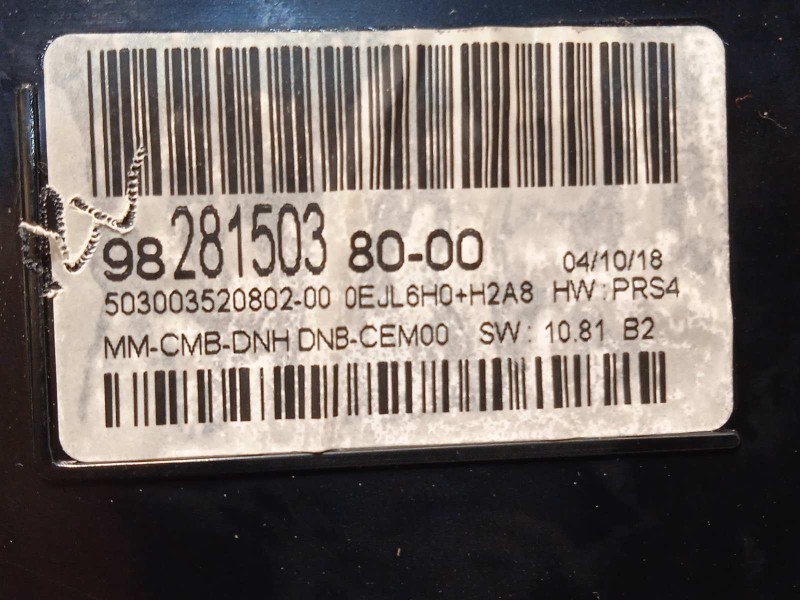 98 281503 80-00 04/10/18
503003520802-00 0EJL6H0+H2A8 HW:PRS4
MM-CMB-DNH DNB-CEM00 SW: 10.81 B2